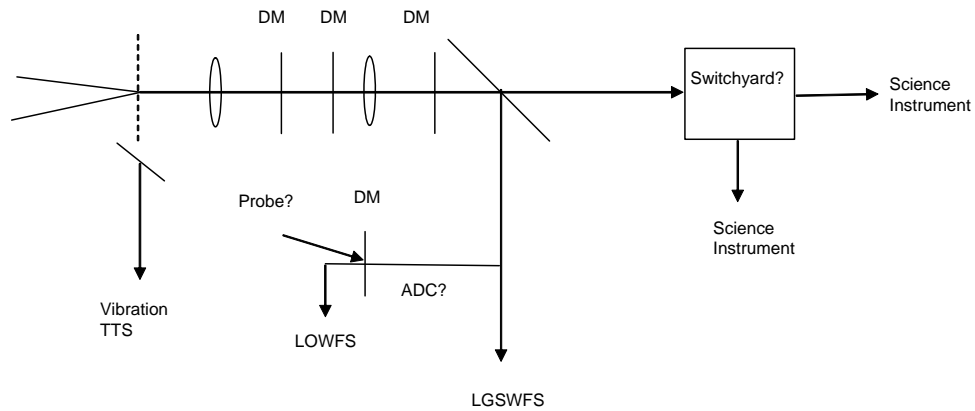 DM
DM
DM
Switchyard?
Science
Instrument
Probe?
DM
Science
Instrument
Vibration
TTS
ADC?
LOWFS
LGSWFS